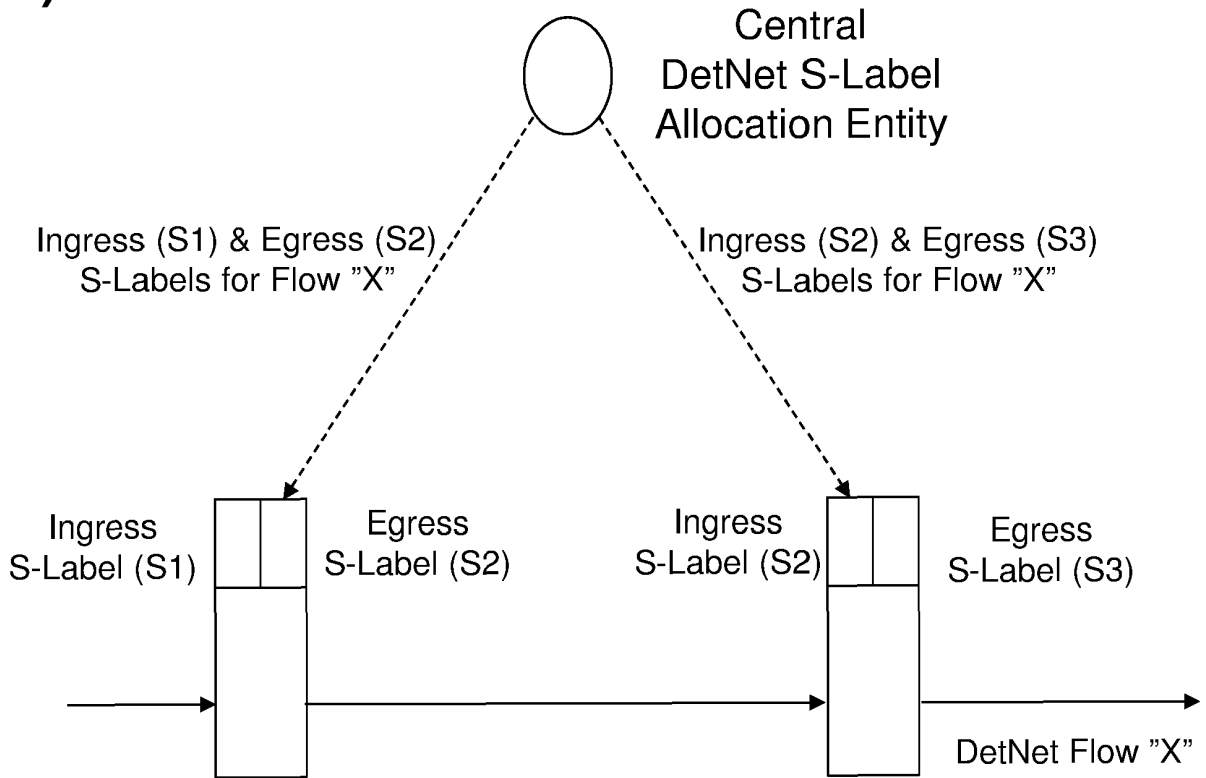 Central
DetNet S-Label
Allocation Entity
Ingress (S1) & Egress (S2)
S-Labels for Flow ”X”
Ingress (S2) & Egress (S3)
S-Labels for Flow ”X”
Ingress
S-Label (S1)
Egress
S-Label (S2)
Ingress
S-Label (S2)
Egress
S-Label (S3)
DetNet Flow ”X”